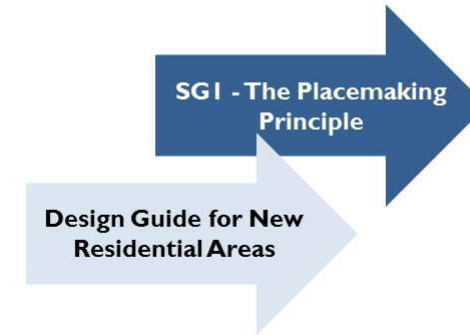 SG1 - The Placemaking
Principle
Design Guide for New
Residential Areas